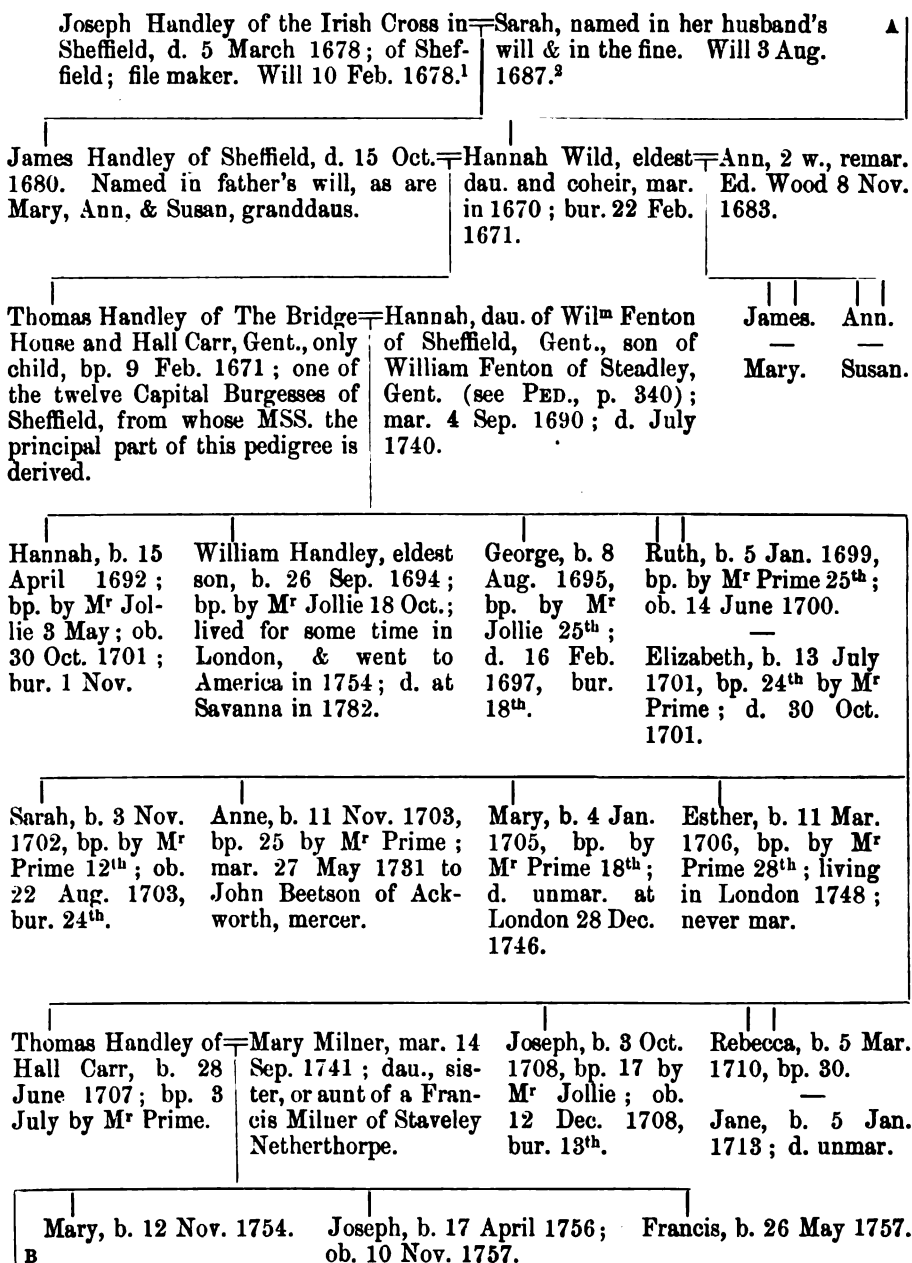 Joseph Handley of the Irish Cross in=Sarah, named in her husband's A
Sheffield, d. 5 March 1678; of Shef- will & in the fine. Will 3 Aug.
field; file maker. Will 10 Feb. 1678.¹ 1687.²
James Handley of Sheffield, d. 15 Oct.=Hannah Wild, eldest=Ann, 2 w., remar.
1680. Named in father's will, as are dau. and coheir, mar. Ed. Wood 8 Nov.
Mary, Ann, & Susan, granddaus. in 1670; bur. 22 Feb. 1683.
1671.
Thomas Handley of The Bridge=Hannah, dau. of Wilᵐ Fenton James. Ann.
House and Hall Carr, Gent., only of Sheffield, Gent., son of — —
child, bp. 9 Feb. 1671; one of William Fenton of Steadley, Mary. Susan.
the twelve Capital Burgesses of Gent. (see PED., p. 340);
Sheffield, from whose MSS. the mar. 4 Sep. 1690; d. July
principal part of this pedigree is 1740.
derived.
Hannah, b. 15 William Handley, eldest George, b. 8 Ruth, b. 5 Jan. 1699,
April 1692; son, b. 26 Sep. 1694; Aug. 1695, bp. by Mʳ Prime 25ᵗʰ;
bp. by Mʳ Jol- bp. by Mʳ Jollie 18 Oct.; bp. by Mʳ ob. 14 June 1700.
lie 3 May; ob. lived for some time in Jollie 25ᵗʰ; —
30 Oct. 1701; London, & went to d. 16 Feb. Elizabeth, b. 13 July
bur. 1 Nov. America in 1754; d. at 1697, bur. 1701, bp. 24ᵗʰ by Mʳ
Savanna in 1782. 18ᵗʰ. Prime; d. 30 Oct.
1701.
Sarah, b. 3 Nov. Anne, b. 11 Nov. 1703, Mary, b. 4 Jan. Esther, b. 11 Mar.
1702, bp. by Mʳ bp. 25 by Mʳ Prime; 1705, bp. by 1706, bp. by Mʳ
Prime 12ᵗʰ; ob. mar. 27 May 1731 to Mʳ Prime 18ᵗʰ; Prime 28ᵗʰ; living
22 Aug. 1703, John Beetson of Ack- d. unmar. at in London 1748;
bur. 24ᵗʰ. worth, mercer. London 28 Dec. never mar.
1746.
Thomas Handley of=Mary Milner, mar. 14 Joseph, b. 3 Oct. Rebecca, b. 5 Mar.
Hall Carr, b. 28 Sep. 1741; dau., sis- 1708, bp. 17 by 1710, bp. 30.
June 1707; bp. 3 ter, or aunt of a Fran- Mʳ Jollie; ob. —
July by Mʳ Prime. cis Milner of Staveley 12 Dec. 1708, Jane, b. 5 Jan.
Netherthorpe. bur. 13ᵗʰ. 1713; d. unmar.
Mary, b. 12 Nov. 1754. Joseph, b. 17 April 1756; Francis, b. 26 May 1757.
B ob. 10 Nov. 1757.